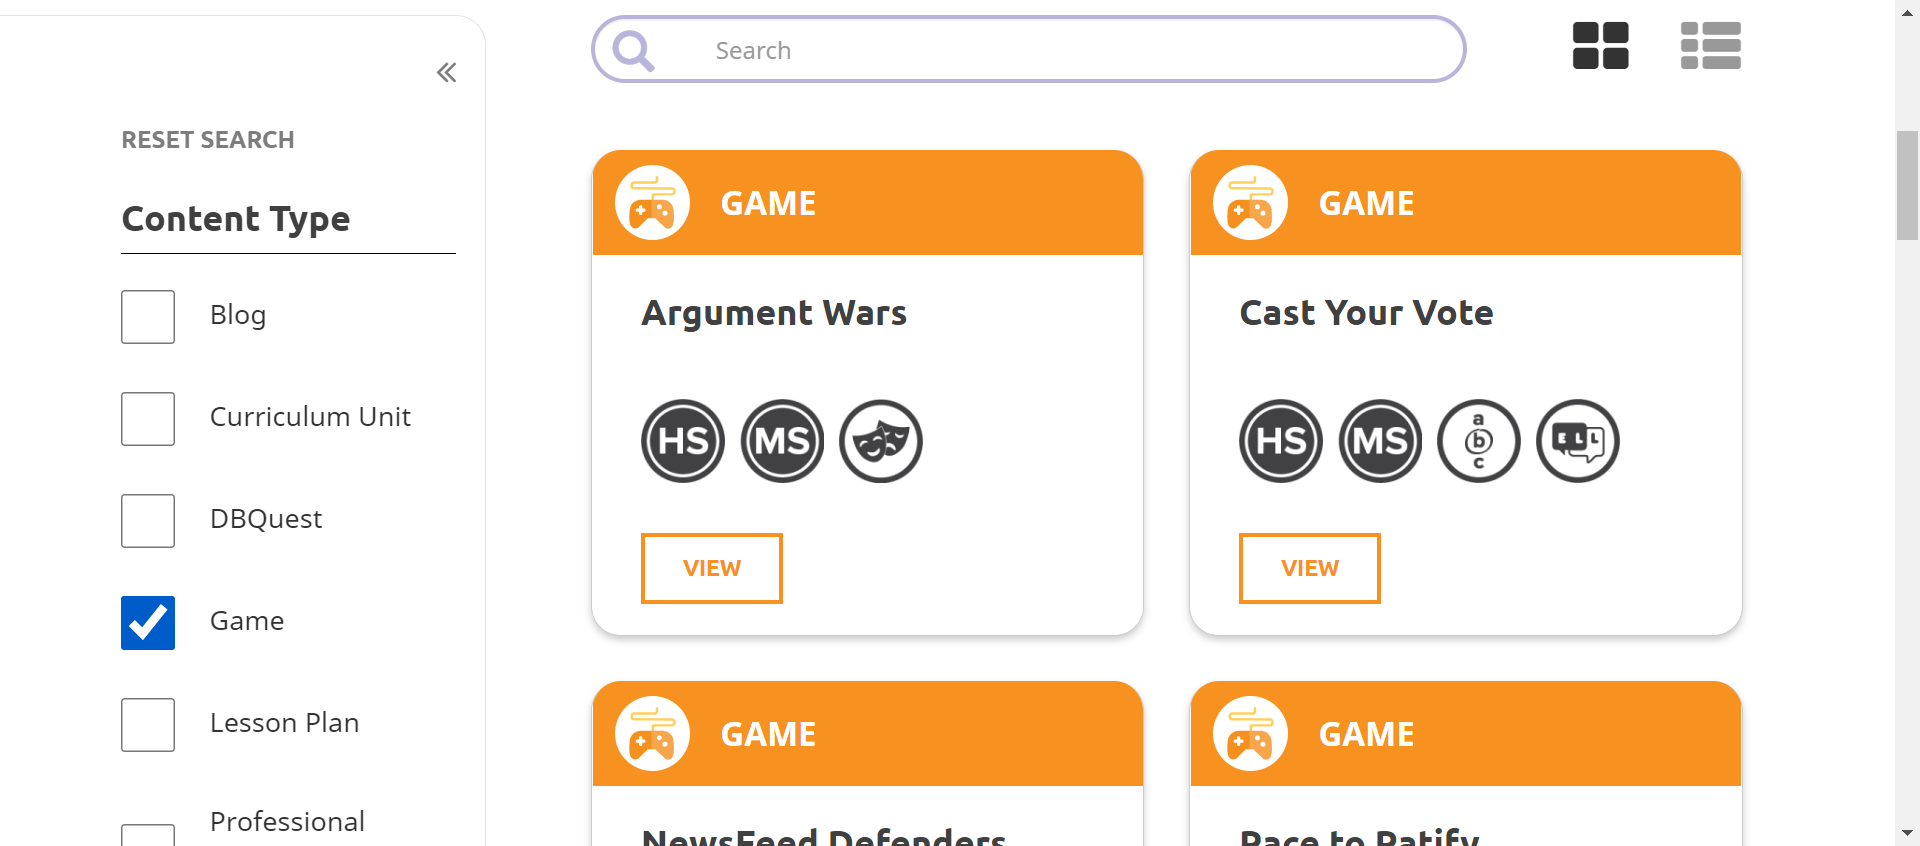 Search
RESET SEARCH
Content Type
Blog
Curriculum Unit
DBQuest
Game
Lesson Plan
Professional
GAME
Argument Wars
HS
MS
VIEW
GAME
Cast Your Vote
HS
MS
a
b
c
ELL
VIEW
GAME
NewsFeed Defenders
GAME
Race to Ratify